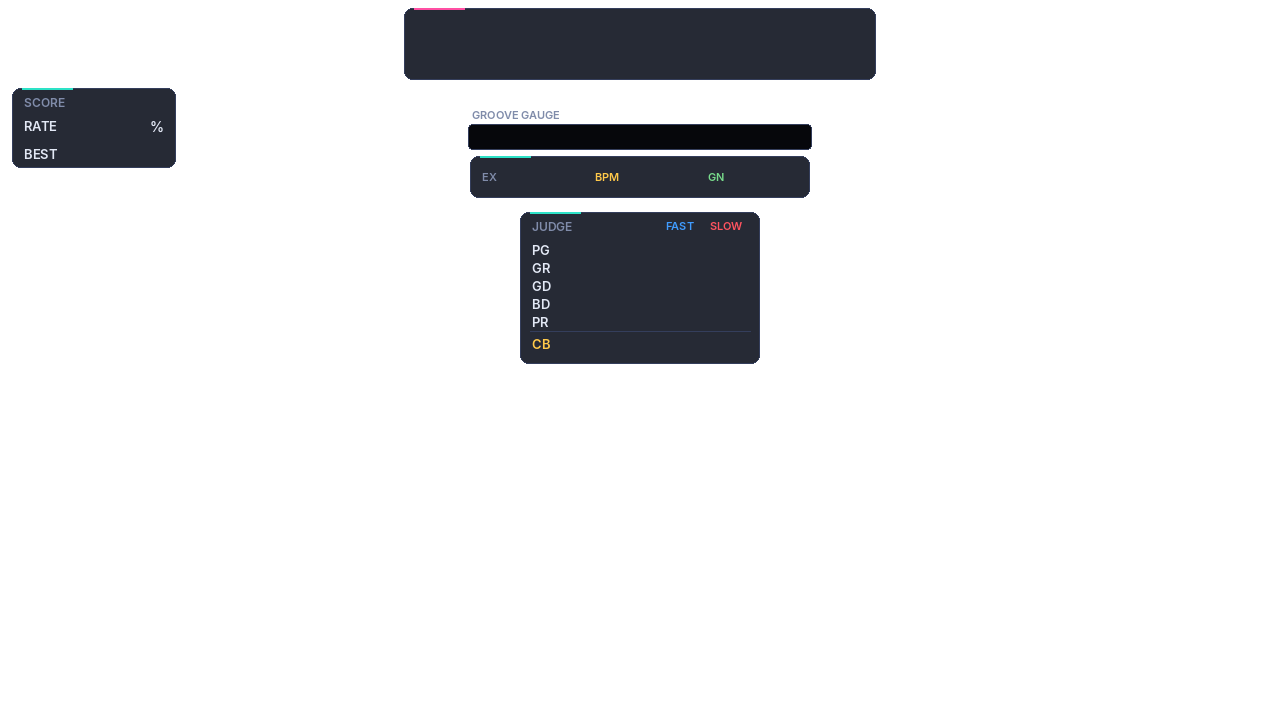 SCORE
RATE %
BEST
GROOVE GAUGE
EX BPM GN
JUDGE FAST SLOW
PG
GR
GD
BD
PR
CB